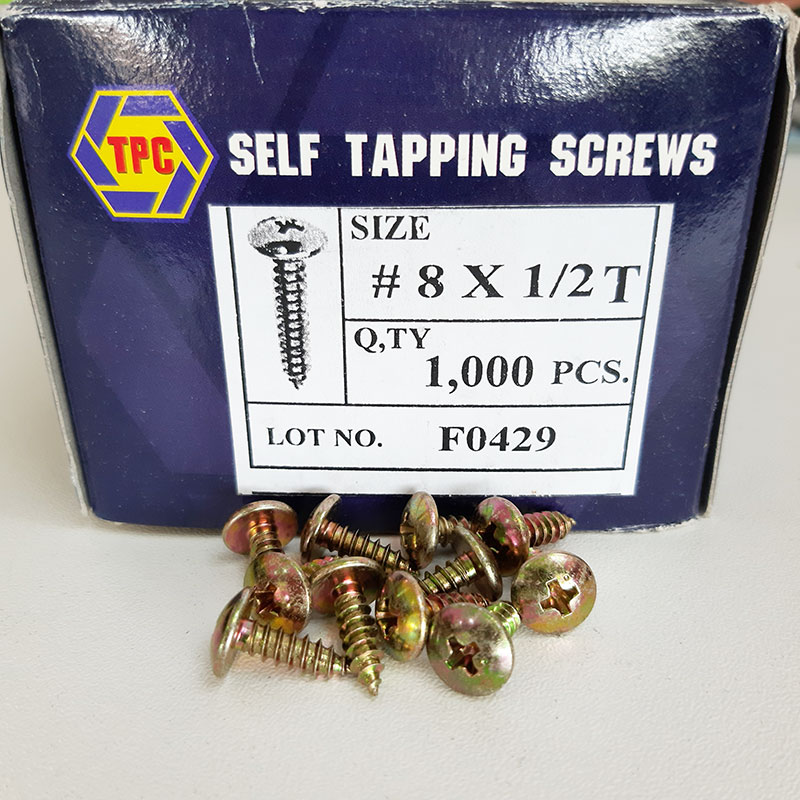 TPC
SELF TAPPING SCREWS
SIZE
# 8 X 1/2 T
Q,TY
1,000 PCS.
LOT NO. F0429